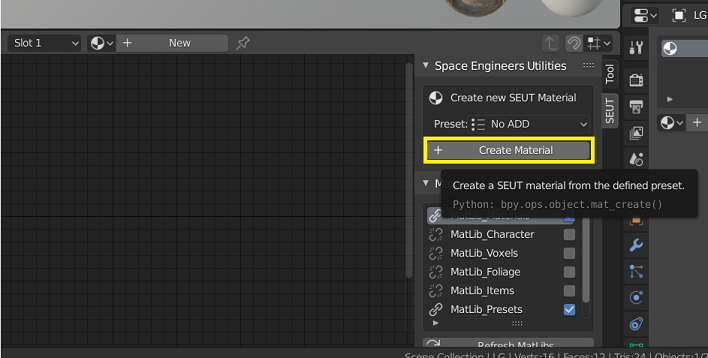 LG
Slot 1
New
Space Engineers Utilities
Tool
Create new SEUT Material
SEUT
Preset:
No ADD
Create Material
M
Create a SEUT material from the defined preset.
Python: bpy.ops.object.mat_create()
MatLib_Materials
MatLib_Character
MatLib_Voxels
MatLib_Foliage
MatLib_Items
MatLib_Presets
Refresh MatLibs
Scene Collection | LG | Verts:16 | Faces:12 | Tris:24 | Objects:1/2